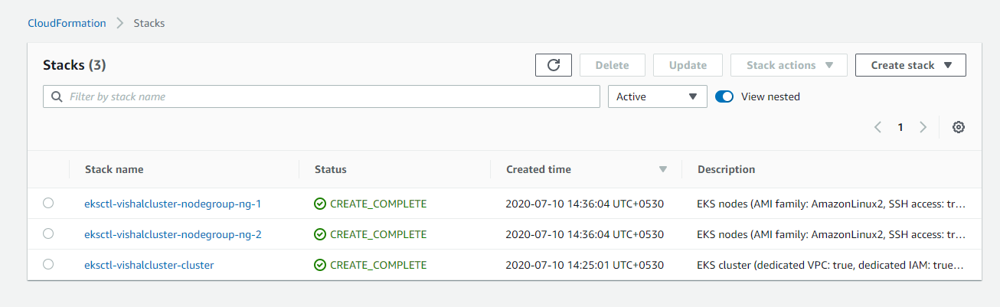 CloudFormation > Stacks
Stacks (3)
Delete
Update
Stack actions
Create stack
Filter by stack name
Active
View nested
1
Stack name Status Created time Description
eksctl-vishalcluster-nodegroup-ng-1 CREATE_COMPLETE 2020-07-10 14:36:04 UTC+0530 EKS nodes (AMI family: AmazonLinux2, SSH access: tr...
eksctl-vishalcluster-nodegroup-ng-2 CREATE_COMPLETE 2020-07-10 14:36:04 UTC+0530 EKS nodes (AMI family: AmazonLinux2, SSH access: tr...
eksctl-vishalcluster-cluster CREATE_COMPLETE 2020-07-10 14:25:01 UTC+0530 EKS cluster (dedicated VPC: true, dedicated IAM: true...